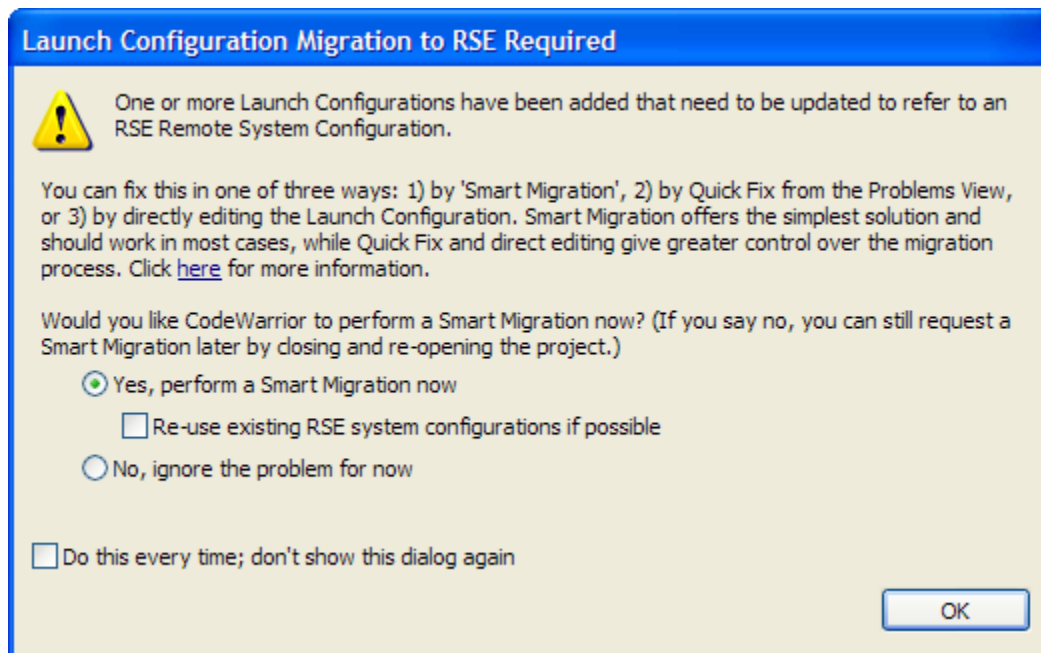 Launch Configuration Migration to RSE Required
One or more Launch Configurations have been added that need to be updated to refer to an
RSE Remote System Configuration.
You can fix this in one of three ways: 1) by 'Smart Migration', 2) by Quick Fix from the Problems View,
or 3) by directly editing the Launch Configuration. Smart Migration offers the simplest solution and
should work in most cases, while Quick Fix and direct editing give greater control over the migration
process. Click here for more information.
Would you like CodeWarrior to perform a Smart Migration now? (If you say no, you can still request a
Smart Migration later by closing and re-opening the project.)
Yes, perform a Smart Migration now
Re-use existing RSE system configurations if possible
No, ignore the problem for now
Do this every time; don't show this dialog again
OK